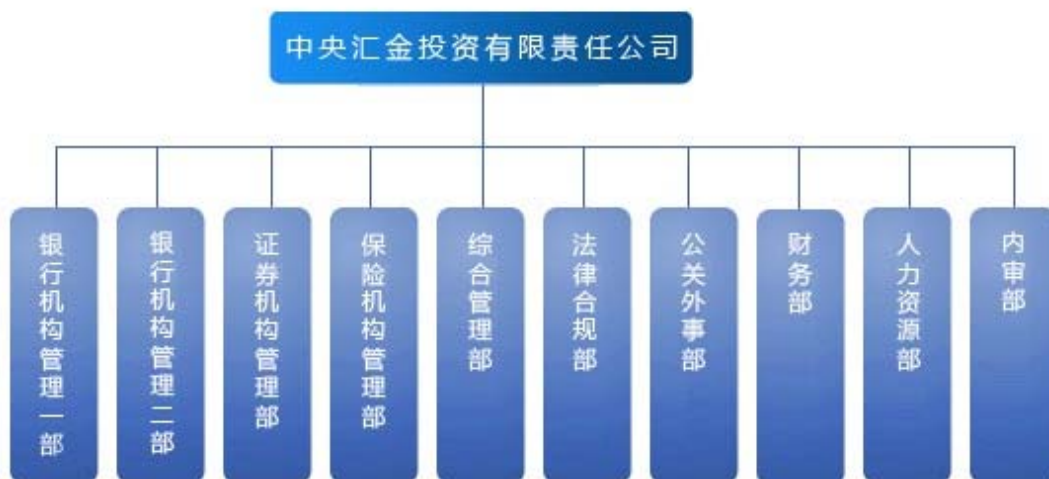 中央汇金投资有限责任公司
银行机构管理一部
银行机构管理二部
证券机构管理部
保险机构管理部
综合管理部
法律合规部
公关外事部
财务部
人力资源部
内审部